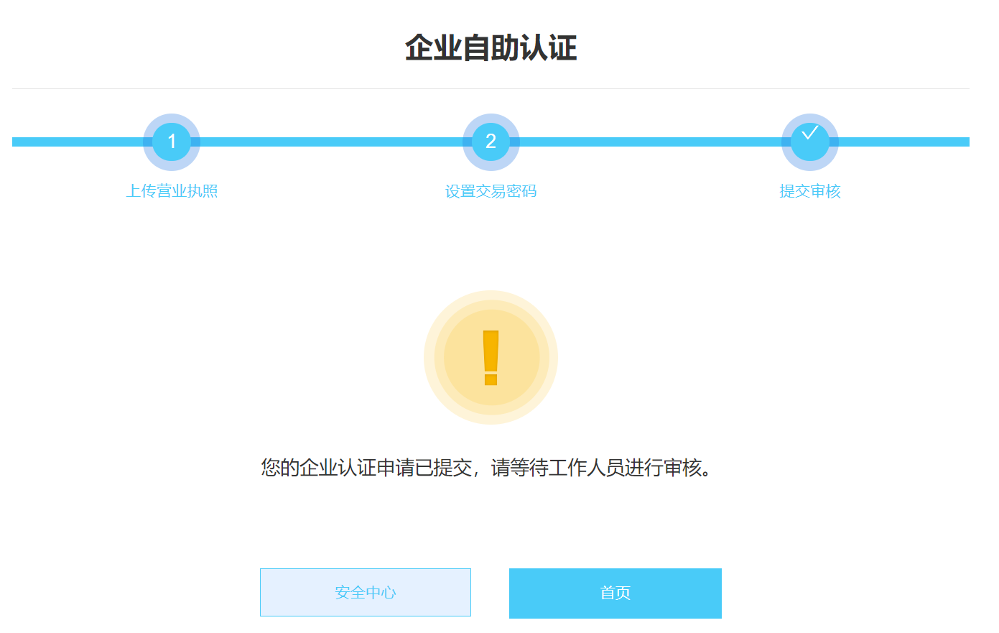 企业自助认证
1
2
上传营业执照
设置交易密码
提交审核
您的企业认证申请已提交，请等待工作人员进行审核。
安全中心
首页